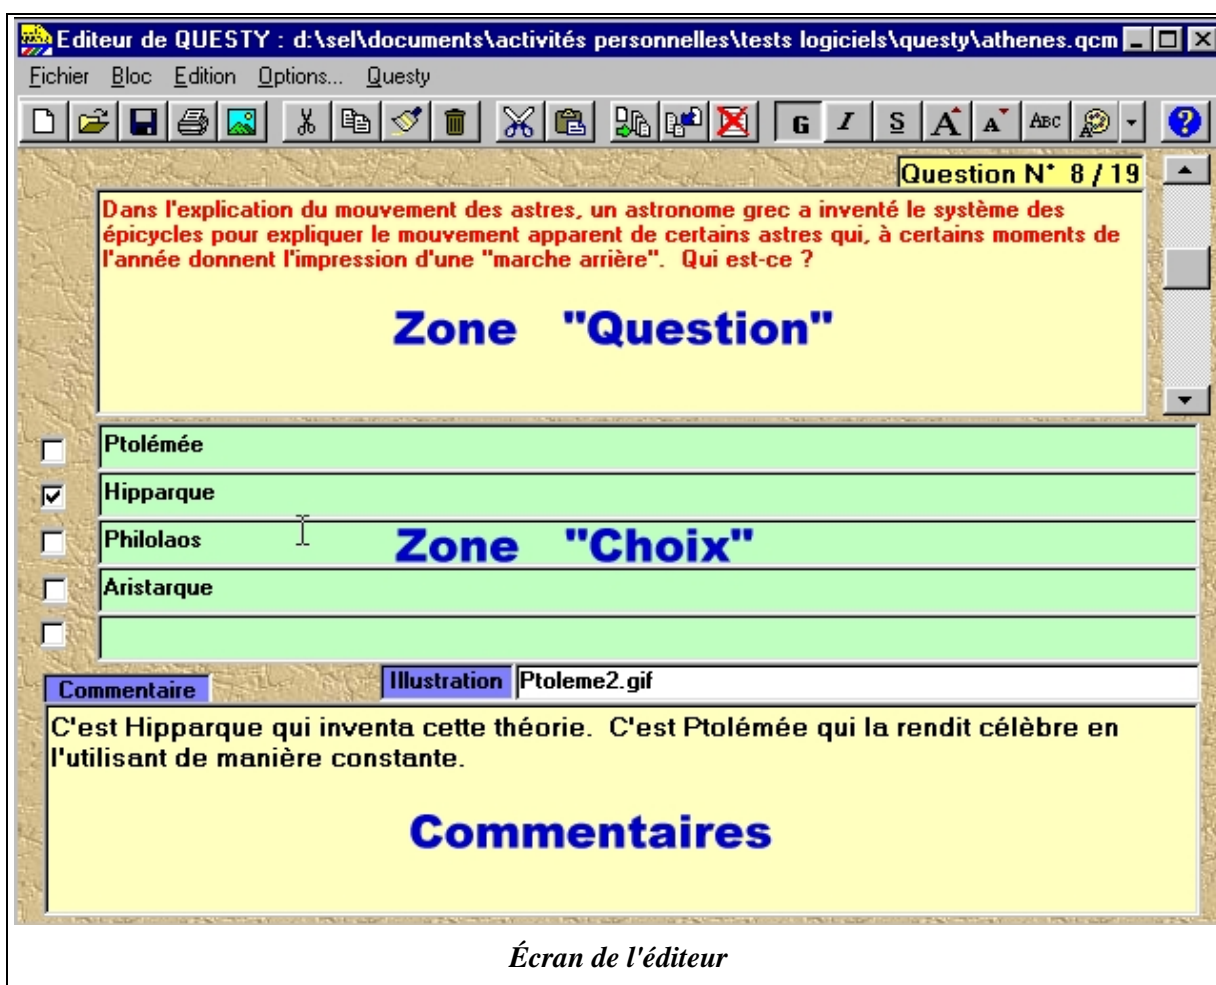 Editeur de QUESTY : d:\sel\documents\activités personnelles\tests logiciels\questy\athenes.qcm
Fichier Bloc Edition Options... Questy
G I S A A ABC A ?
Question N° 8 / 19
Dans l'explication du mouvement des astres, un astronome grec a inventé le système des
épicycles pour expliquer le mouvement apparent de certains astres qui, à certains moments de
l'année donnent l'impression d'une "marche arrière". Qui est-ce ?
Zone "Question"
Ptolémée
Hipparque
Philolaos
Zone "Choix"
Aristarque
Commentaire
Illustration Ptoleme2.gif
C'est Hipparque qui inventa cette théorie. C'est Ptolémée qui la rendit célèbre en
l'utilisant de manière constante.
Commentaires
Écran de l'éditeur